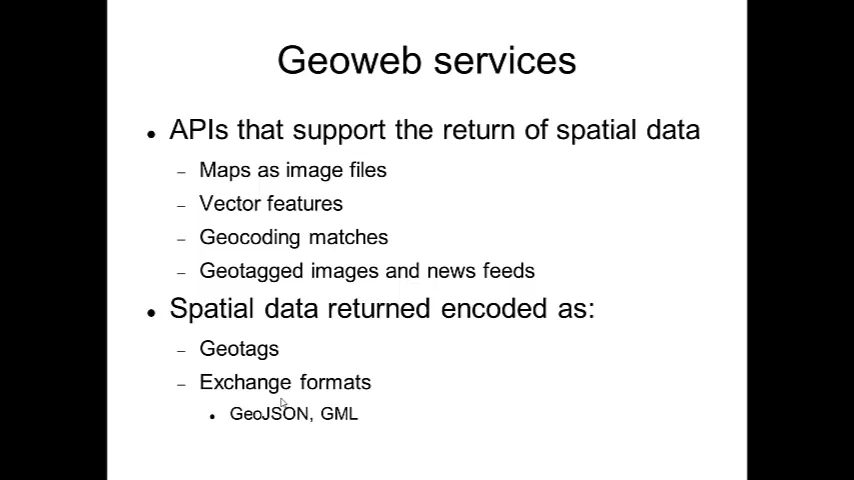 Geoweb services
● APIs that support the return of spatial data
– Maps as image files
– Vector features
– Geocoding matches
– Geotagged images and news feeds
● Spatial data returned encoded as:
– Geotags
– Exchange formats
● GeoJSON, GML